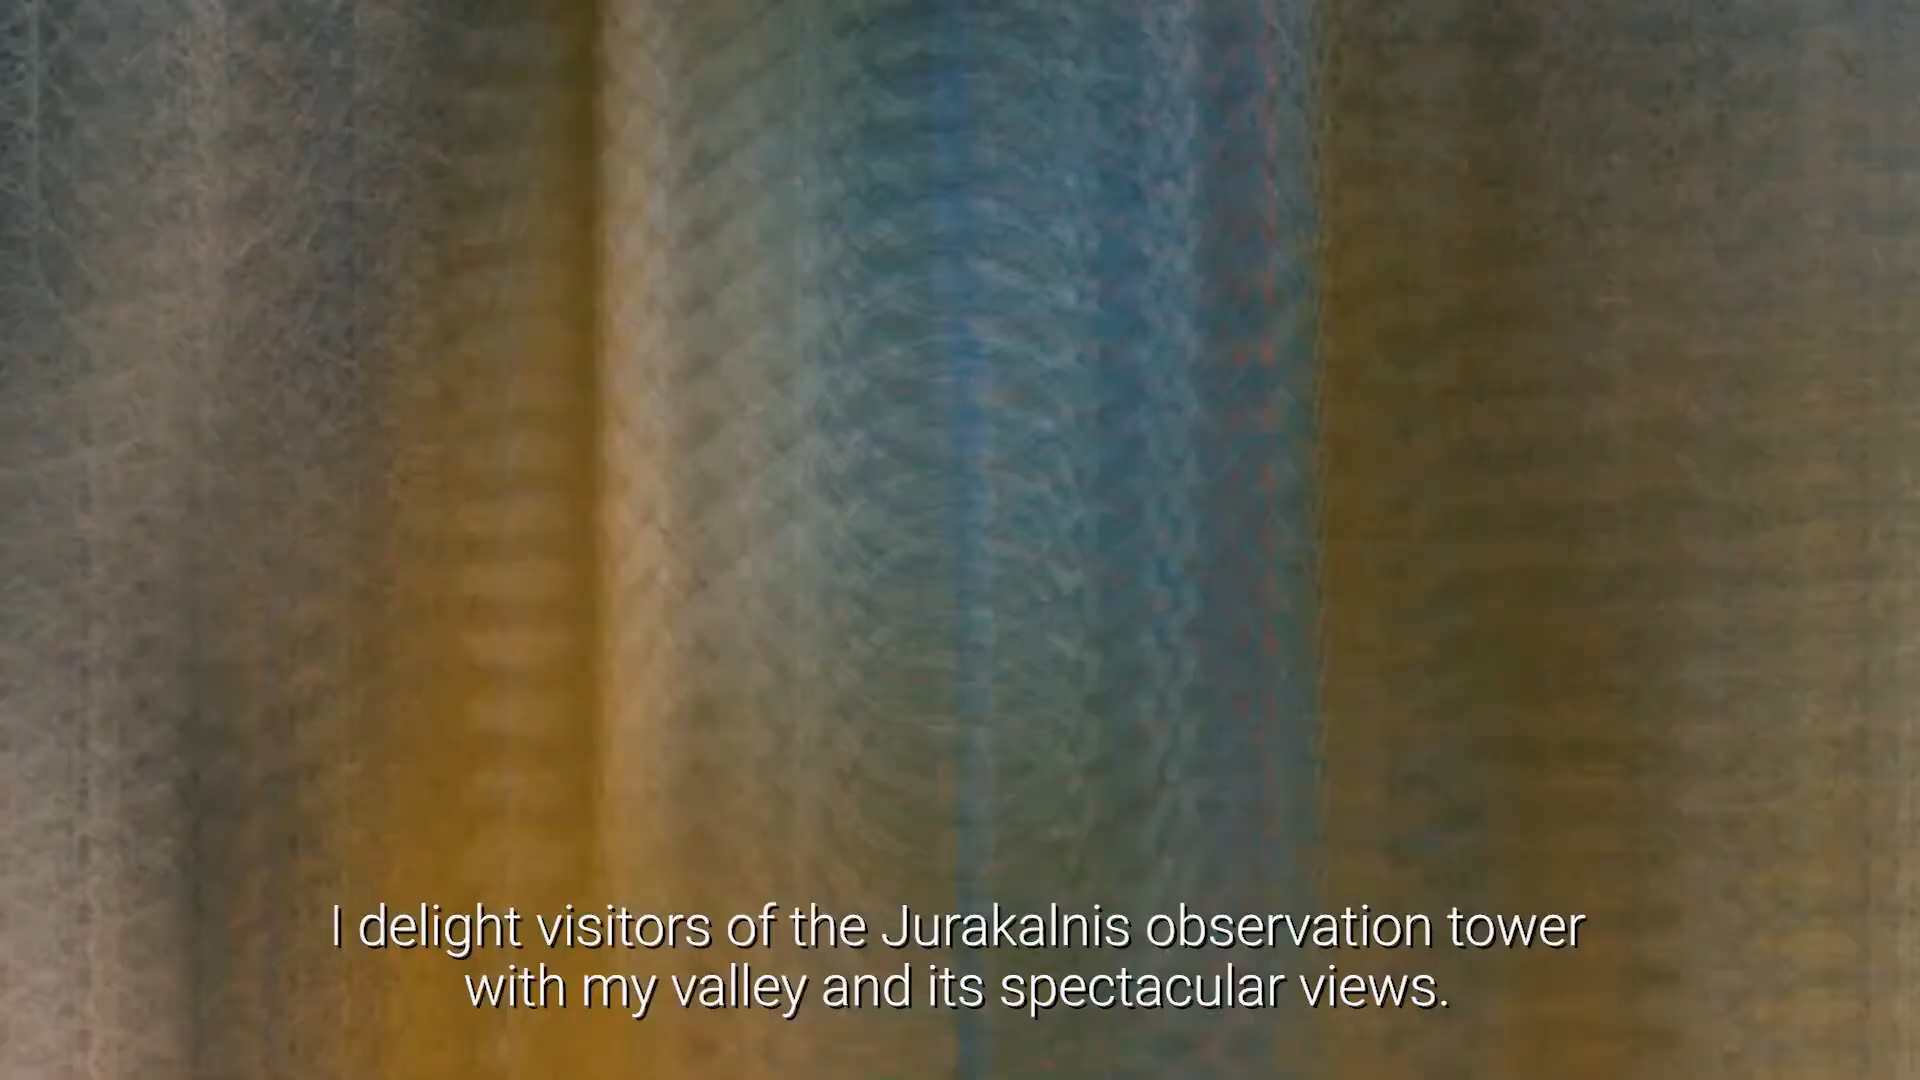 I delight visitors of the Jurakalnis observation tower
with my valley and its spectacular views.